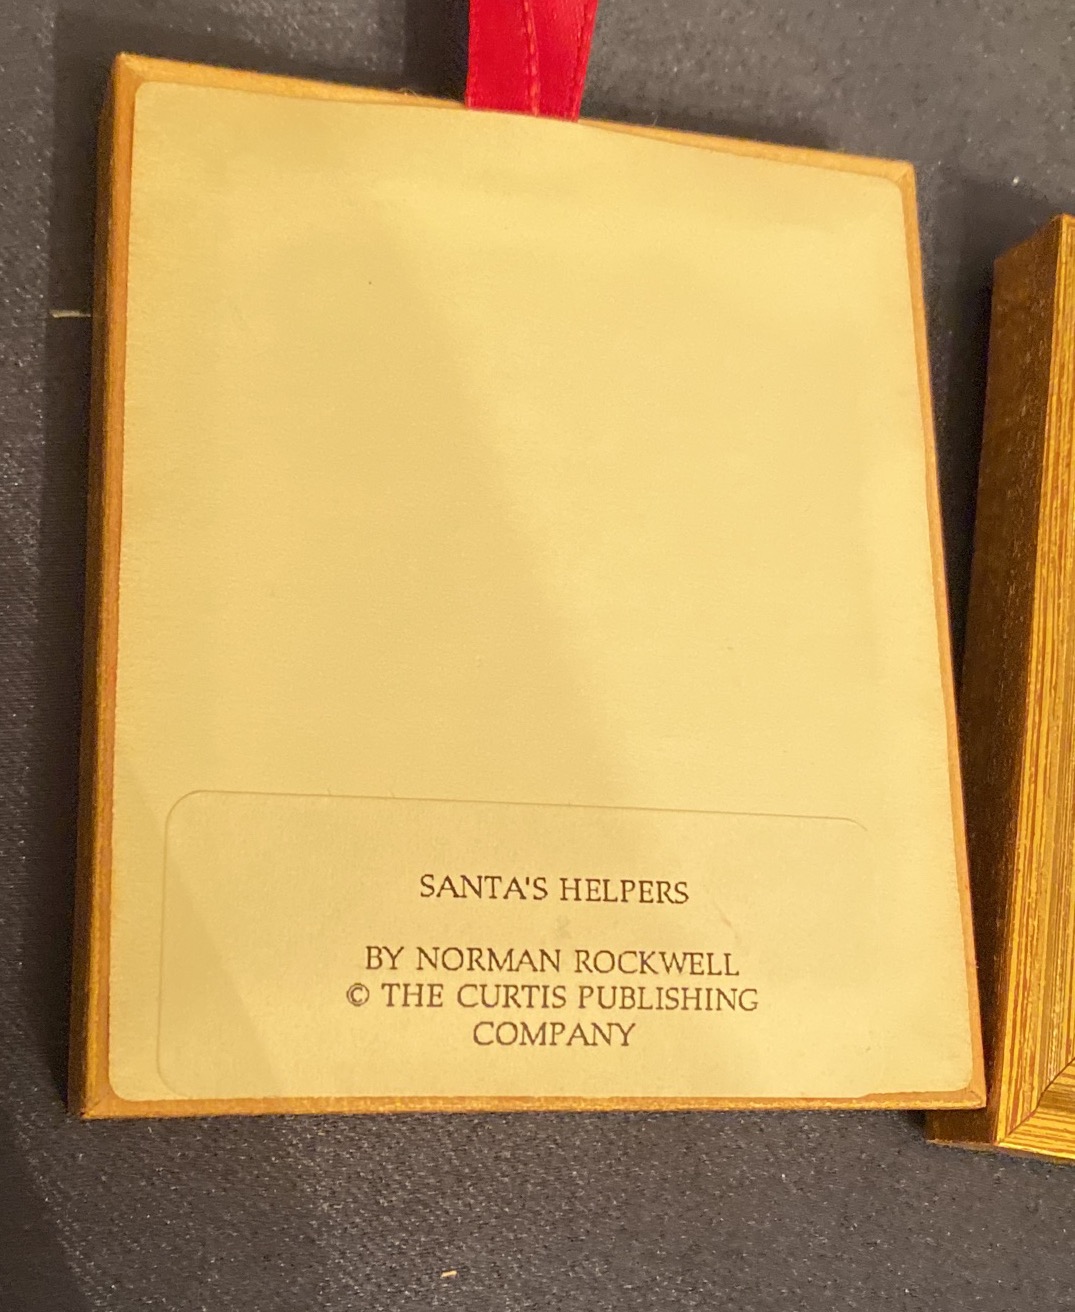 SANTA'S HELPERS
BY NORMAN ROCKWELL
© THE CURTIS PUBLISHING
COMPANY